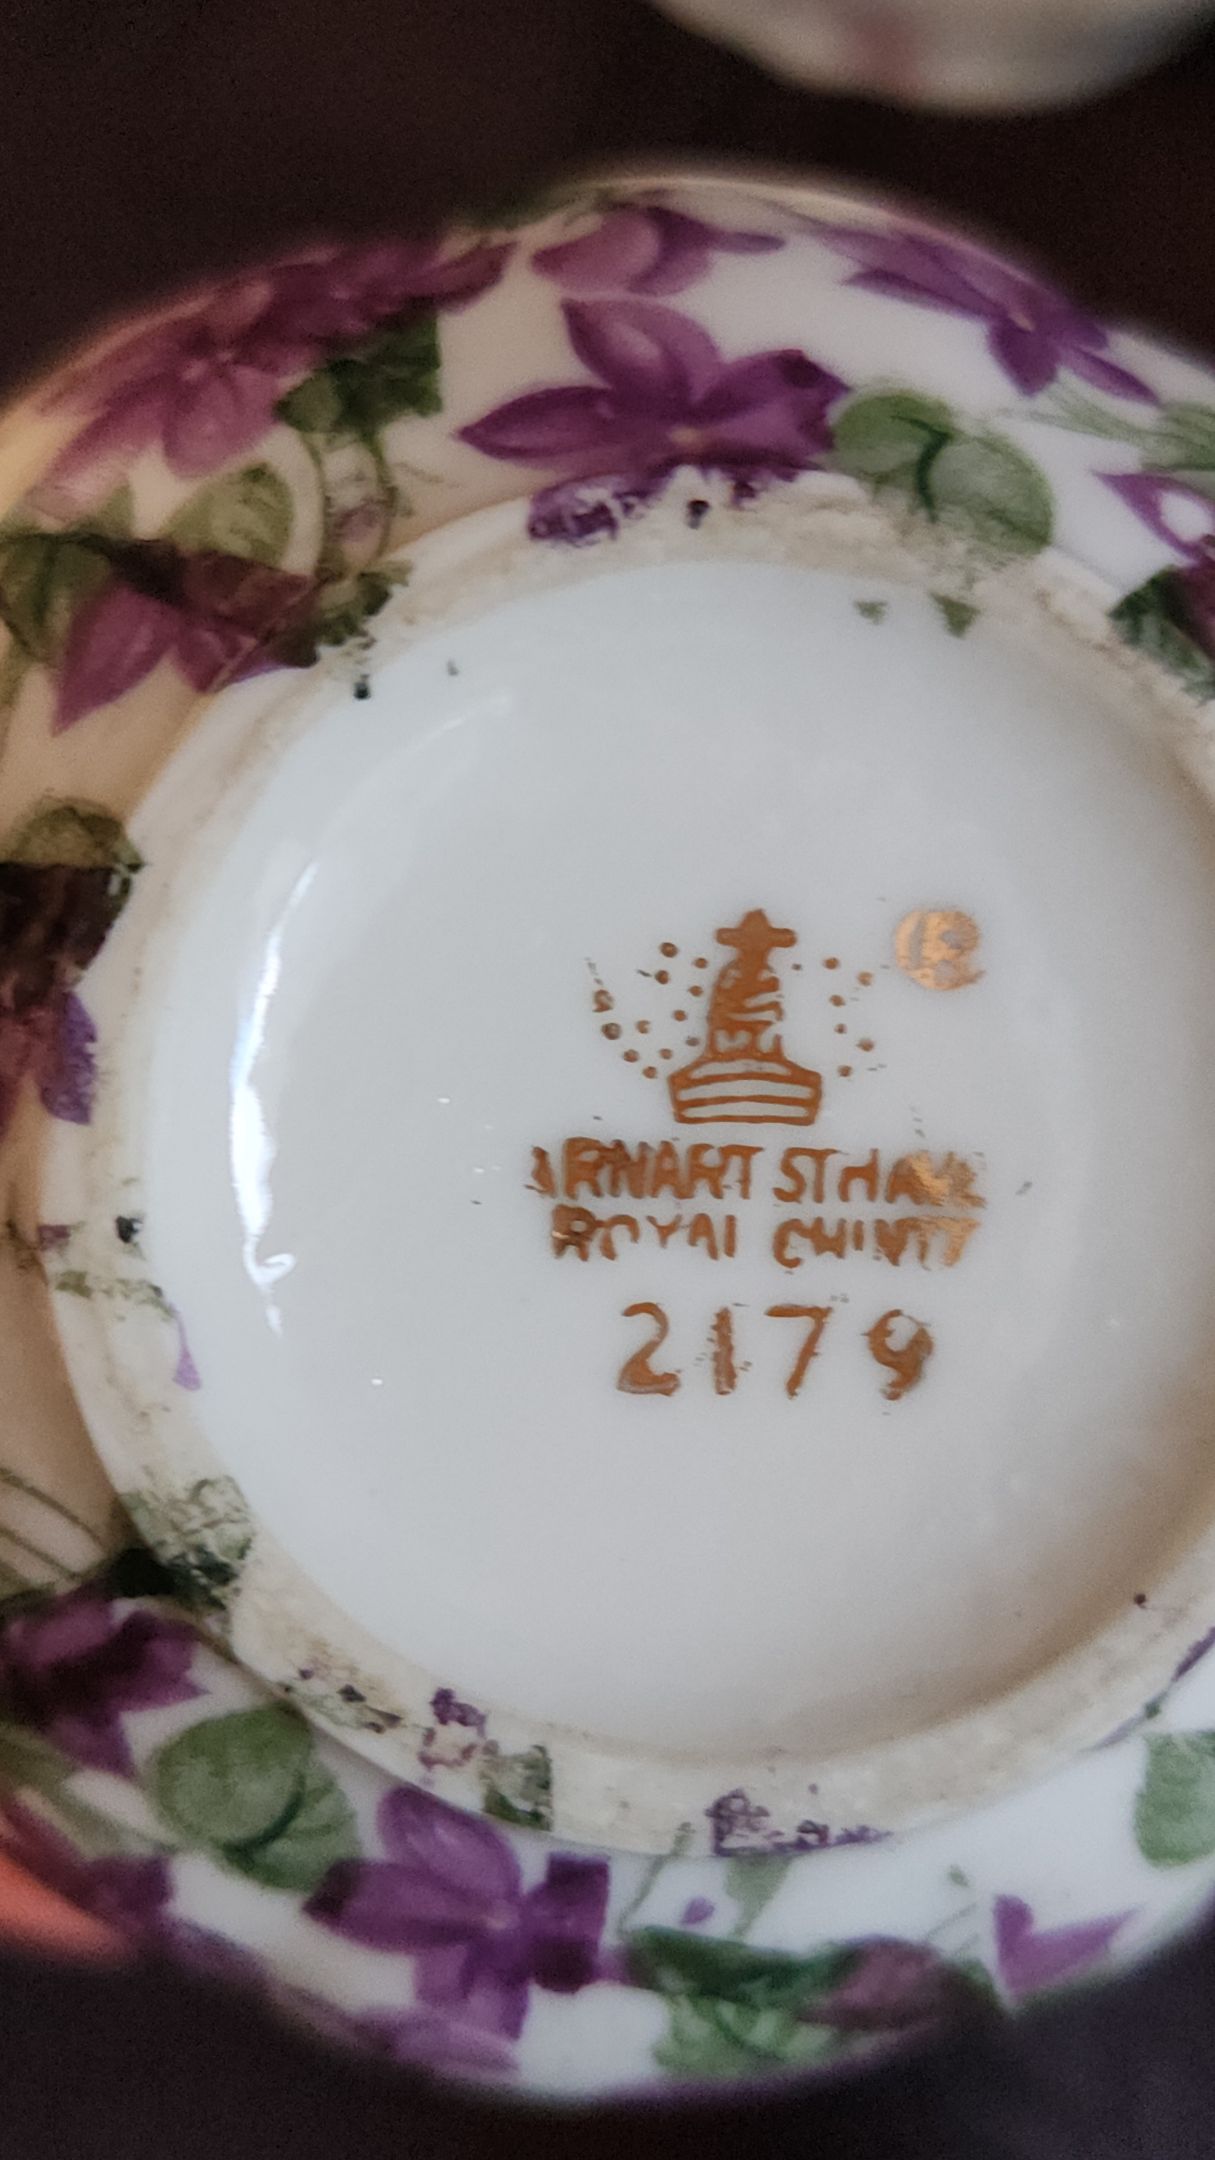 R
ARNART 5TH AVE
ROYAL CHINTZ
2179